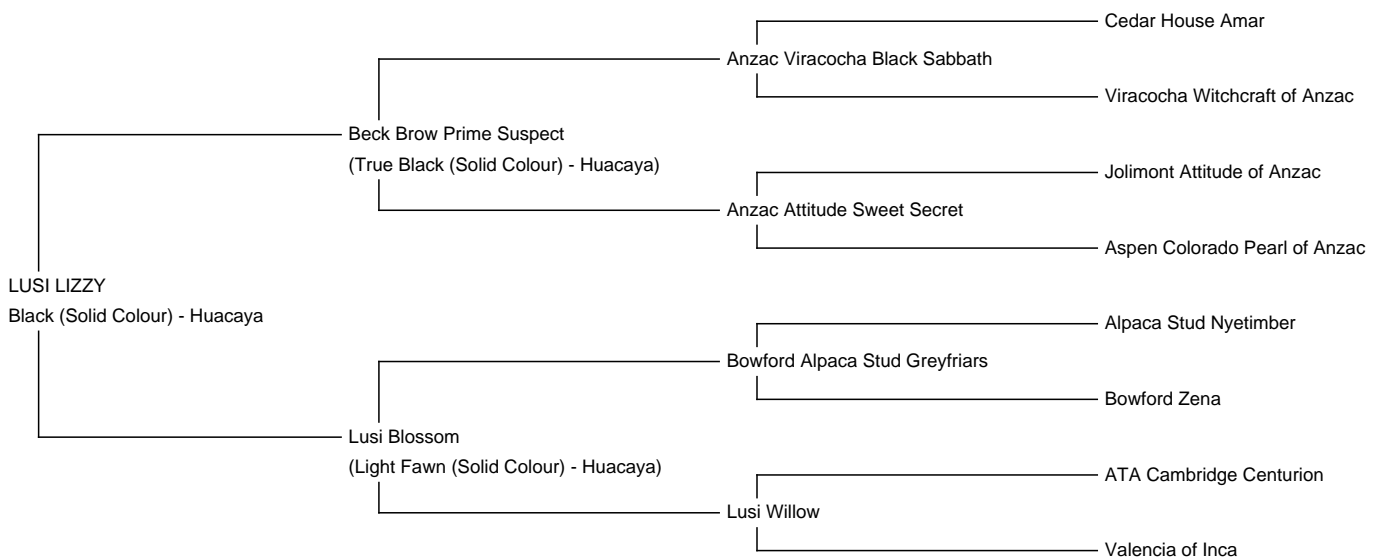 Cedar House Amar
Anzac Viracocha Black Sabbath
Viracocha Witchcraft of Anzac
Beck Brow Prime Suspect
(True Black (Solid Colour) - Huacaya)
Jolimont Attitude of Anzac
Anzac Attitude Sweet Secret
Aspen Colorado Pearl of Anzac
LUSI LIZZY
Black (Solid Colour) - Huacaya
Alpaca Stud Nyetimber
Bowford Alpaca Stud Greyfriars
Bowford Zena
Lusi Blossom
(Light Fawn (Solid Colour) - Huacaya)
ATA Cambridge Centurion
Lusi Willow
Valencia of Inca